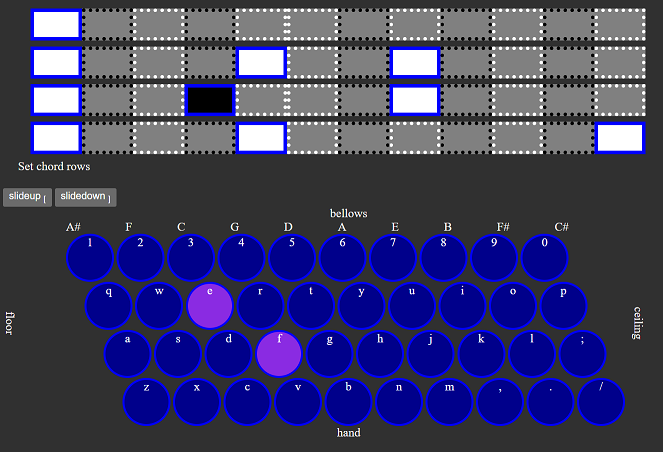 Set chord rows
slideup ⌊ slidedown ⌋
bellows
A# F C G D A E B F# C#
1 2 3 4 5 6 7 8 9 0
q w e r t y u i o p
floor
ceiling
a s d f g h j k l ;
z x c v b n m , . /
hand